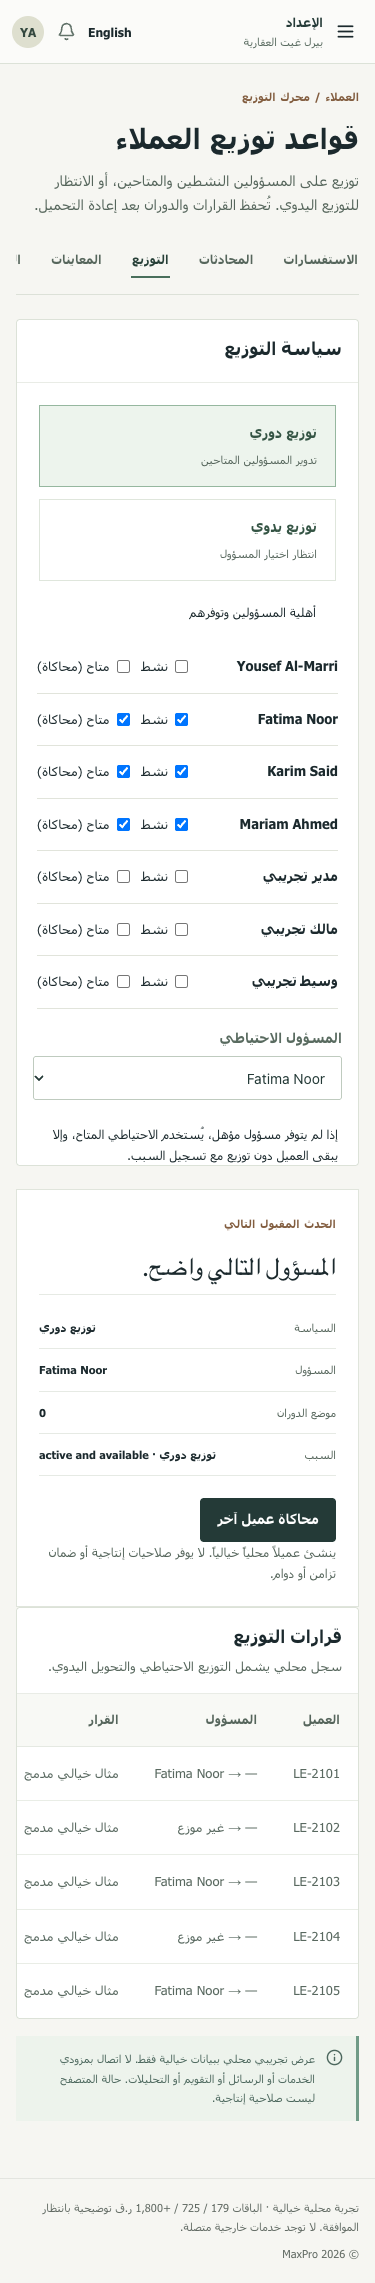 الإعداد
بيرل غيت العقارية
English
YA
العملاء / محرك التوزيع
قواعد توزيع العملاء
توزيع على المسؤولين النشطين والمتاحين، أو الانتظار
للتوزيع اليدوي. تُحفظ القرارات والدوران بعد إعادة التحميل.
الاستفسارات المحادثات التوزيع المعاينات
سياسة التوزيع
توزيع دوري
تدوير المسؤولين المتاحين
توزيع يدوي
انتظار اختيار المسؤول
أهلية المسؤولين وتوفرهم
Yousef Al-Marri نشط متاح (محاكاة)
Fatima Noor نشط متاح (محاكاة)
Karim Said نشط متاح (محاكاة)
Mariam Ahmed نشط متاح (محاكاة)
مدير تجريبي نشط متاح (محاكاة)
مالك تجريبي نشط متاح (محاكاة)
وسيط تجريبي نشط متاح (محاكاة)
المسؤول الاحتياطي
Fatima Noor
إذا لم يتوفر مسؤول مؤهل، يُستخدم الاحتياطي المتاح، وإلا
يبقى العميل دون توزيع مع تسجيل السبب.
الحدث المقبول التالي
المسؤول التالي واضح.
السياسة توزيع دوري
المسؤول Fatima Noor
موضع الدوران 0
السبب توزيع دوري · active and available
محاكاة عميل آخر
ينشئ عميلاً محلياً خيالياً. لا يوفر صلاحيات إنتاجية أو ضمان
تزامن أو دوام.
قرارات التوزيع
سجل محلي يشمل التوزيع الاحتياطي والتحويل اليدوي.
العميل المسؤول القرار
LE-2101 — → Fatima Noor مثال خيالي مدمج
LE-2102 — → غير موزع مثال خيالي مدمج
LE-2103 — → Fatima Noor مثال خيالي مدمج
LE-2104 — → غير موزع مثال خيالي مدمج
LE-2105 — → Fatima Noor مثال خيالي مدمج
عرض تجريبي محلي ببيانات خيالية فقط. لا اتصال بمزودي
الخدمات أو الرسائل أو التقويم أو التحليلات. حالة المتصفح
ليست صلاحية إنتاجية.
تجربة محلية خيالية · الباقات 179 / 725 / +1,800 ر.ق توضيحية بانتظار
الموافقة. لا توجد خدمات خارجية متصلة.
© 2026 MaxPro